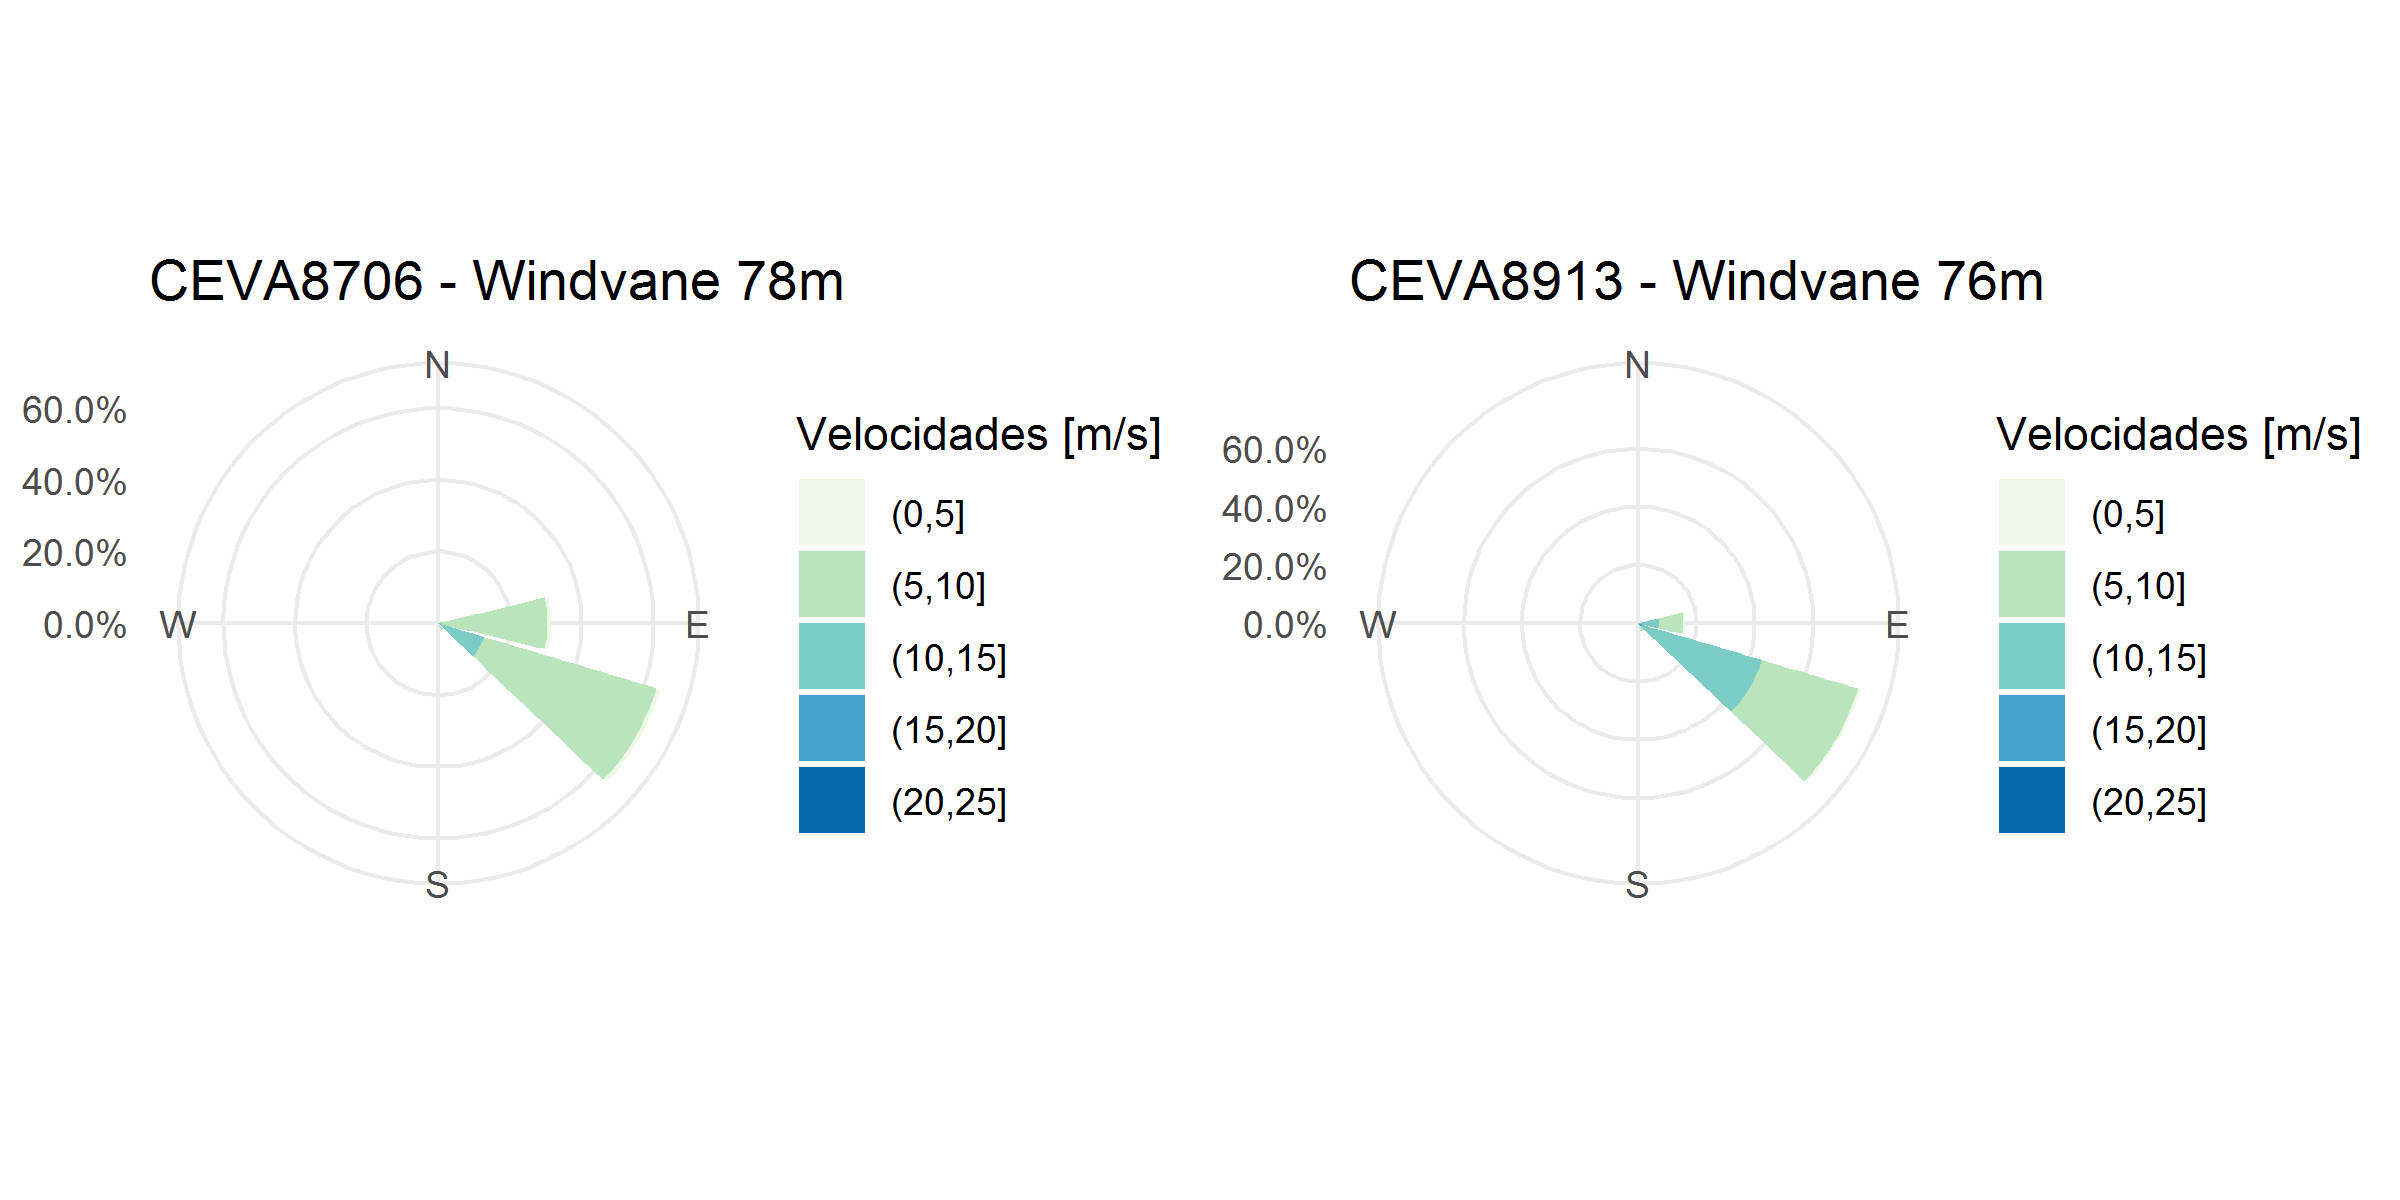 CEVA8706 - Windvane 78m
N
60.0%
40.0%
20.0%
0.0%
W
E
S
Velocidades [m/s]
(0,5]
(5,10]
(10,15]
(15,20]
(20,25]
CEVA8913 - Windvane 76m
N
60.0%
40.0%
20.0%
0.0%
W
E
S
Velocidades [m/s]
(0,5]
(5,10]
(10,15]
(15,20]
(20,25]